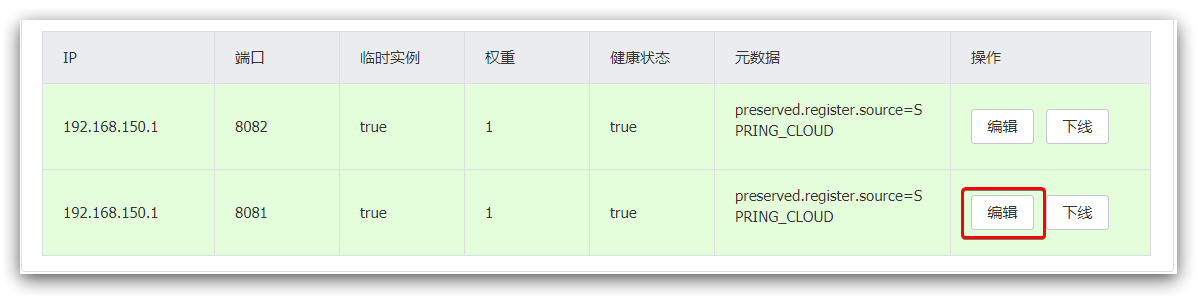 IP 端口 临时实例 权重 健康状态 元数据 操作
192.168.150.1 8082 true 1 true preserved.register.source=S
PRING_CLOUD 编辑 下线
192.168.150.1 8081 true 1 true preserved.register.source=S
PRING_CLOUD 编辑 下线